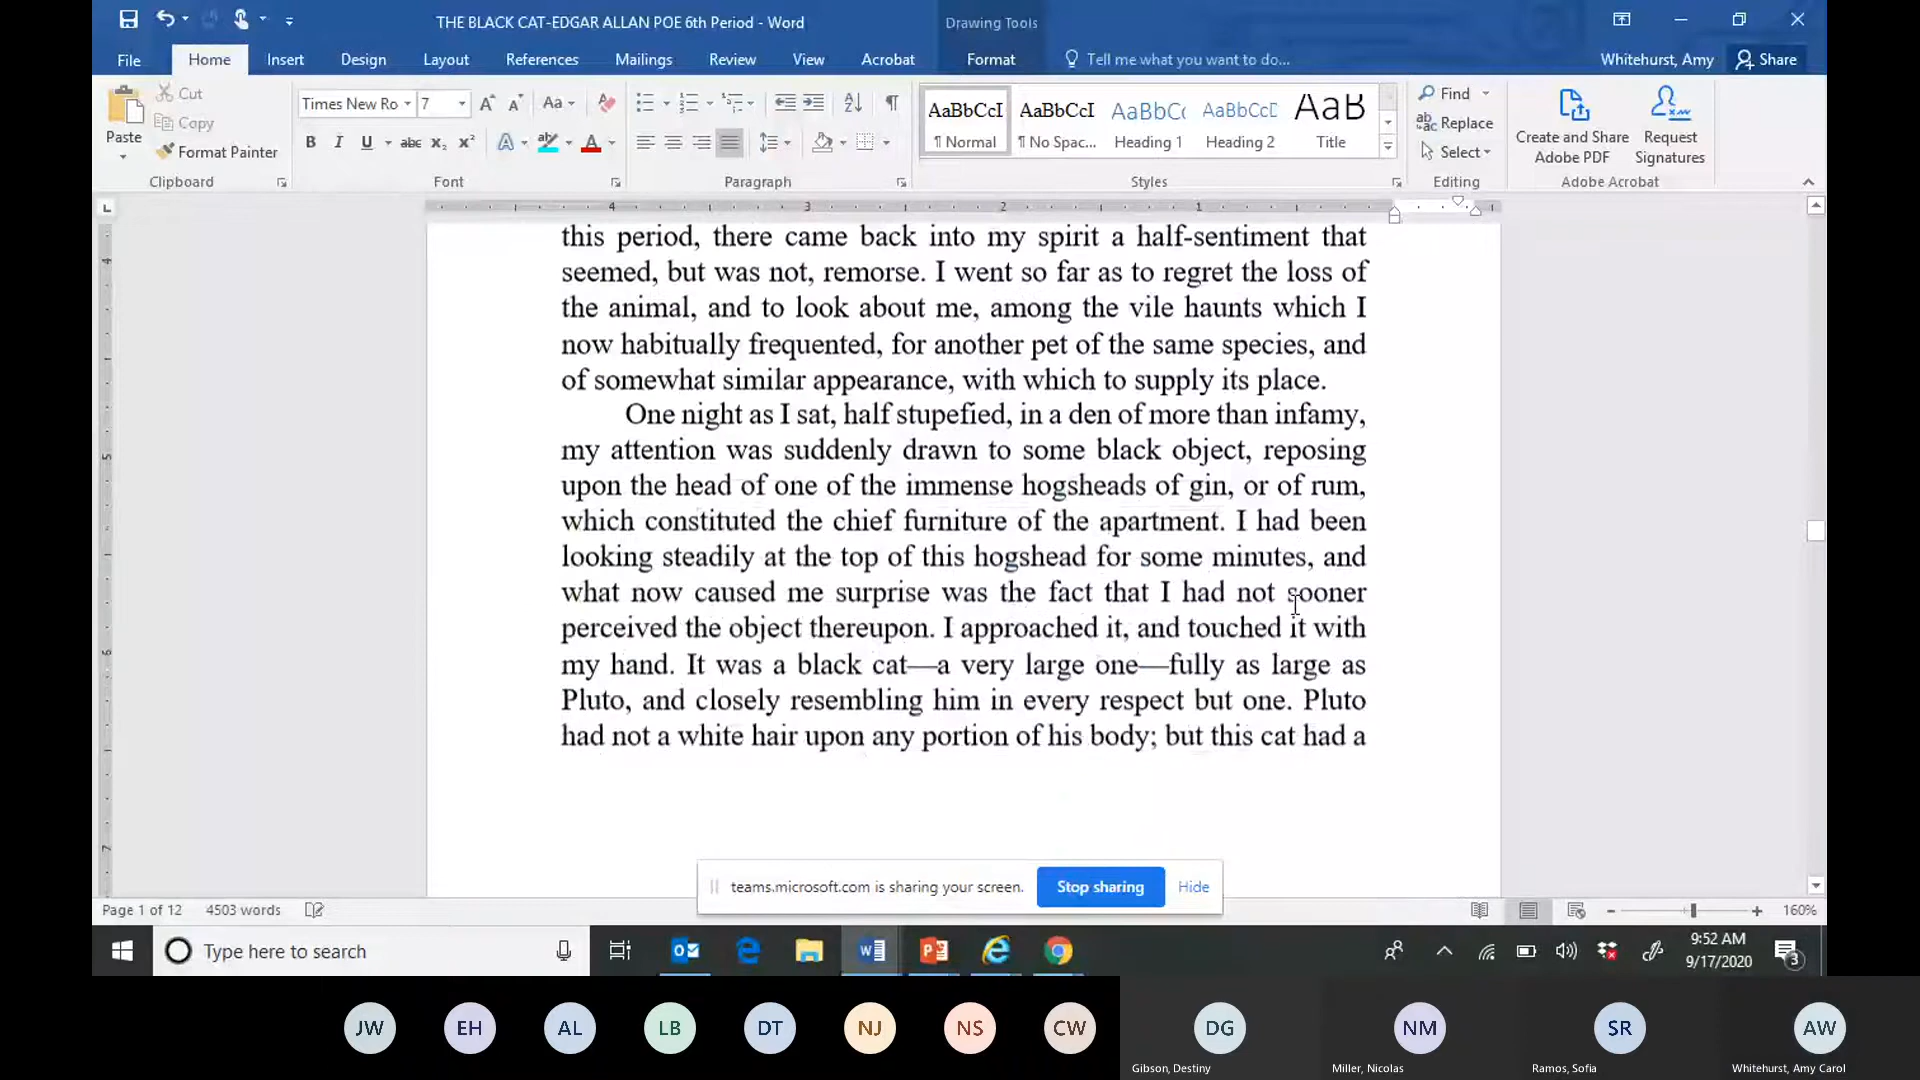 THE BLACK CAT-EDGAR ALLAN POE 6th Period - Word
Drawing Tools
File Home Insert Design Layout References Mailings Review View Acrobat Format Tell me what you want to do... Whitehurst, Amy Share
Paste
Cut
Copy
Format Painter
Clipboard
Times New Ro 7
Font
Paragraph
AaBbCcI AaBbCcI AaBbCc AaBbCcD AaB
¶ Normal ¶ No Spac... Heading 1 Heading 2 Title
Styles
Find
Replace
Select
Editing
Create and Share Adobe PDF
Request Signatures
Adobe Acrobat
4 3 2 1
this period, there came back into my spirit a half-sentiment that
seemed, but was not, remorse. I went so far as to regret the loss of
the animal, and to look about me, among the vile haunts which I
now habitually frequented, for another pet of the same species, and
of somewhat similar appearance, with which to supply its place.
One night as I sat, half stupefied, in a den of more than infamy,
my attention was suddenly drawn to some black object, reposing
upon the head of one of the immense hogsheads of gin, or of rum,
which constituted the chief furniture of the apartment. I had been
looking steadily at the top of this hogshead for some minutes, and
what now caused me surprise was the fact that I had not sooner
perceived the object thereupon. I approached it, and touched it with
my hand. It was a black cat—a very large one—fully as large as
Pluto, and closely resembling him in every respect but one. Pluto
had not a white hair upon any portion of his body; but this cat had a
teams.microsoft.com is sharing your screen. Stop sharing Hide
Page 1 of 12 4503 words 160%
Type here to search
9:52 AM
9/17/2020
3
JW EH AL LB DT NJ NS CW DG NM SR AW
Gibson, Destiny Miller, Nicolas Ramos, Sofia Whitehurst, Amy Carol